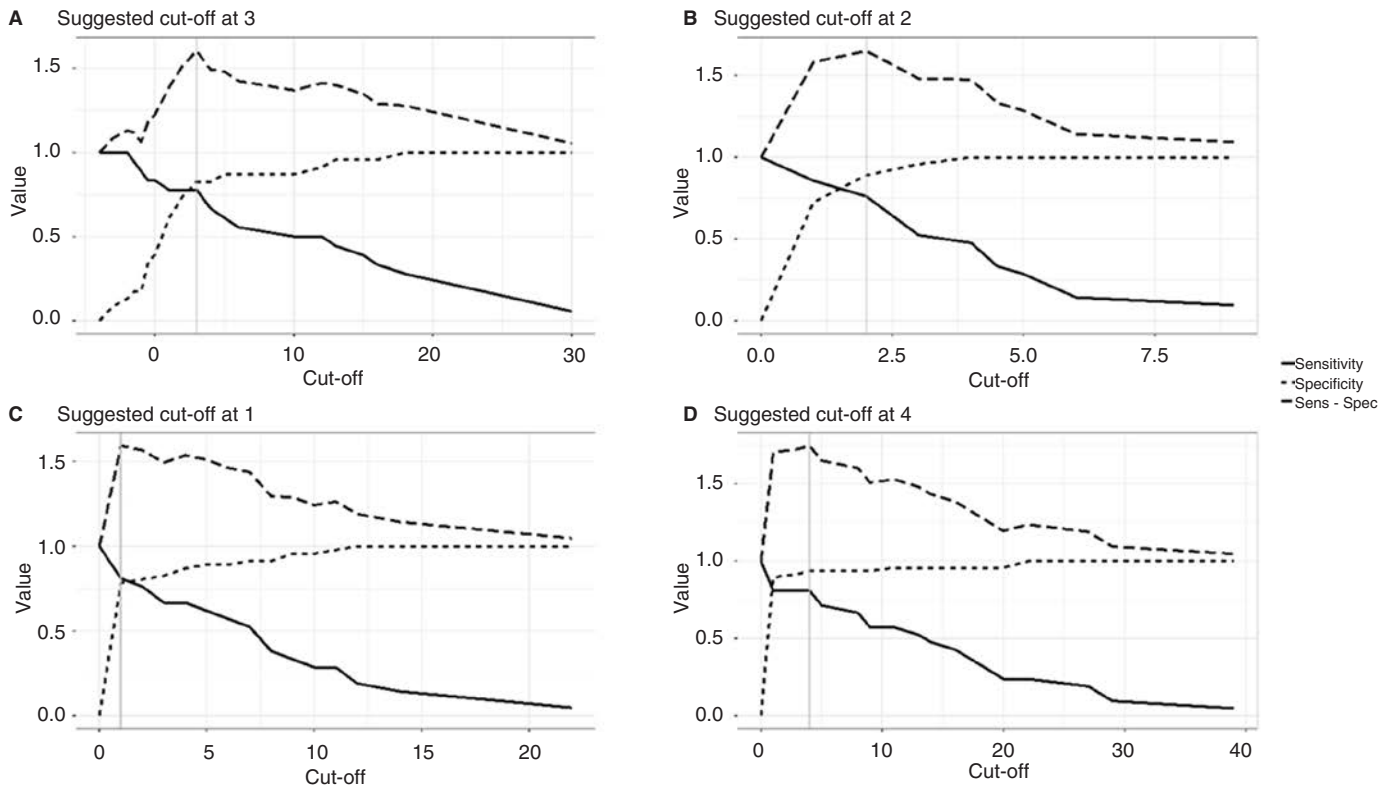 A Suggested cut-off at 3
Value
1.5
1.0
0.5
0.0
0 10 20 30
Cut-off
B Suggested cut-off at 2
Value
1.5
1.0
0.5
0.0
0.0 2.5 5.0 7.5
Cut-off
Sensitivity
Specificity
Sens - Spec
C Suggested cut-off at 1
Value
1.5
1.0
0.5
0.0
0 5 10 15 20
Cut-off
D Suggested cut-off at 4
Value
1.5
1.0
0.5
0.0
0 10 20 30 40
Cut-off